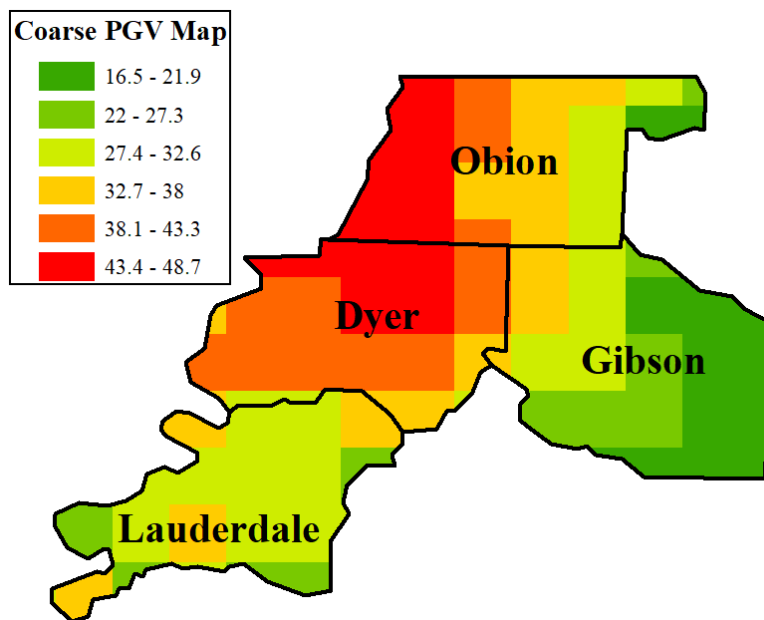 Coarse PGV Map
16.5 - 21.9
22 - 27.3
27.4 - 32.6
32.7 - 38
38.1 - 43.3
43.4 - 48.7
Obion
Dyer
Gibson
Lauderdale